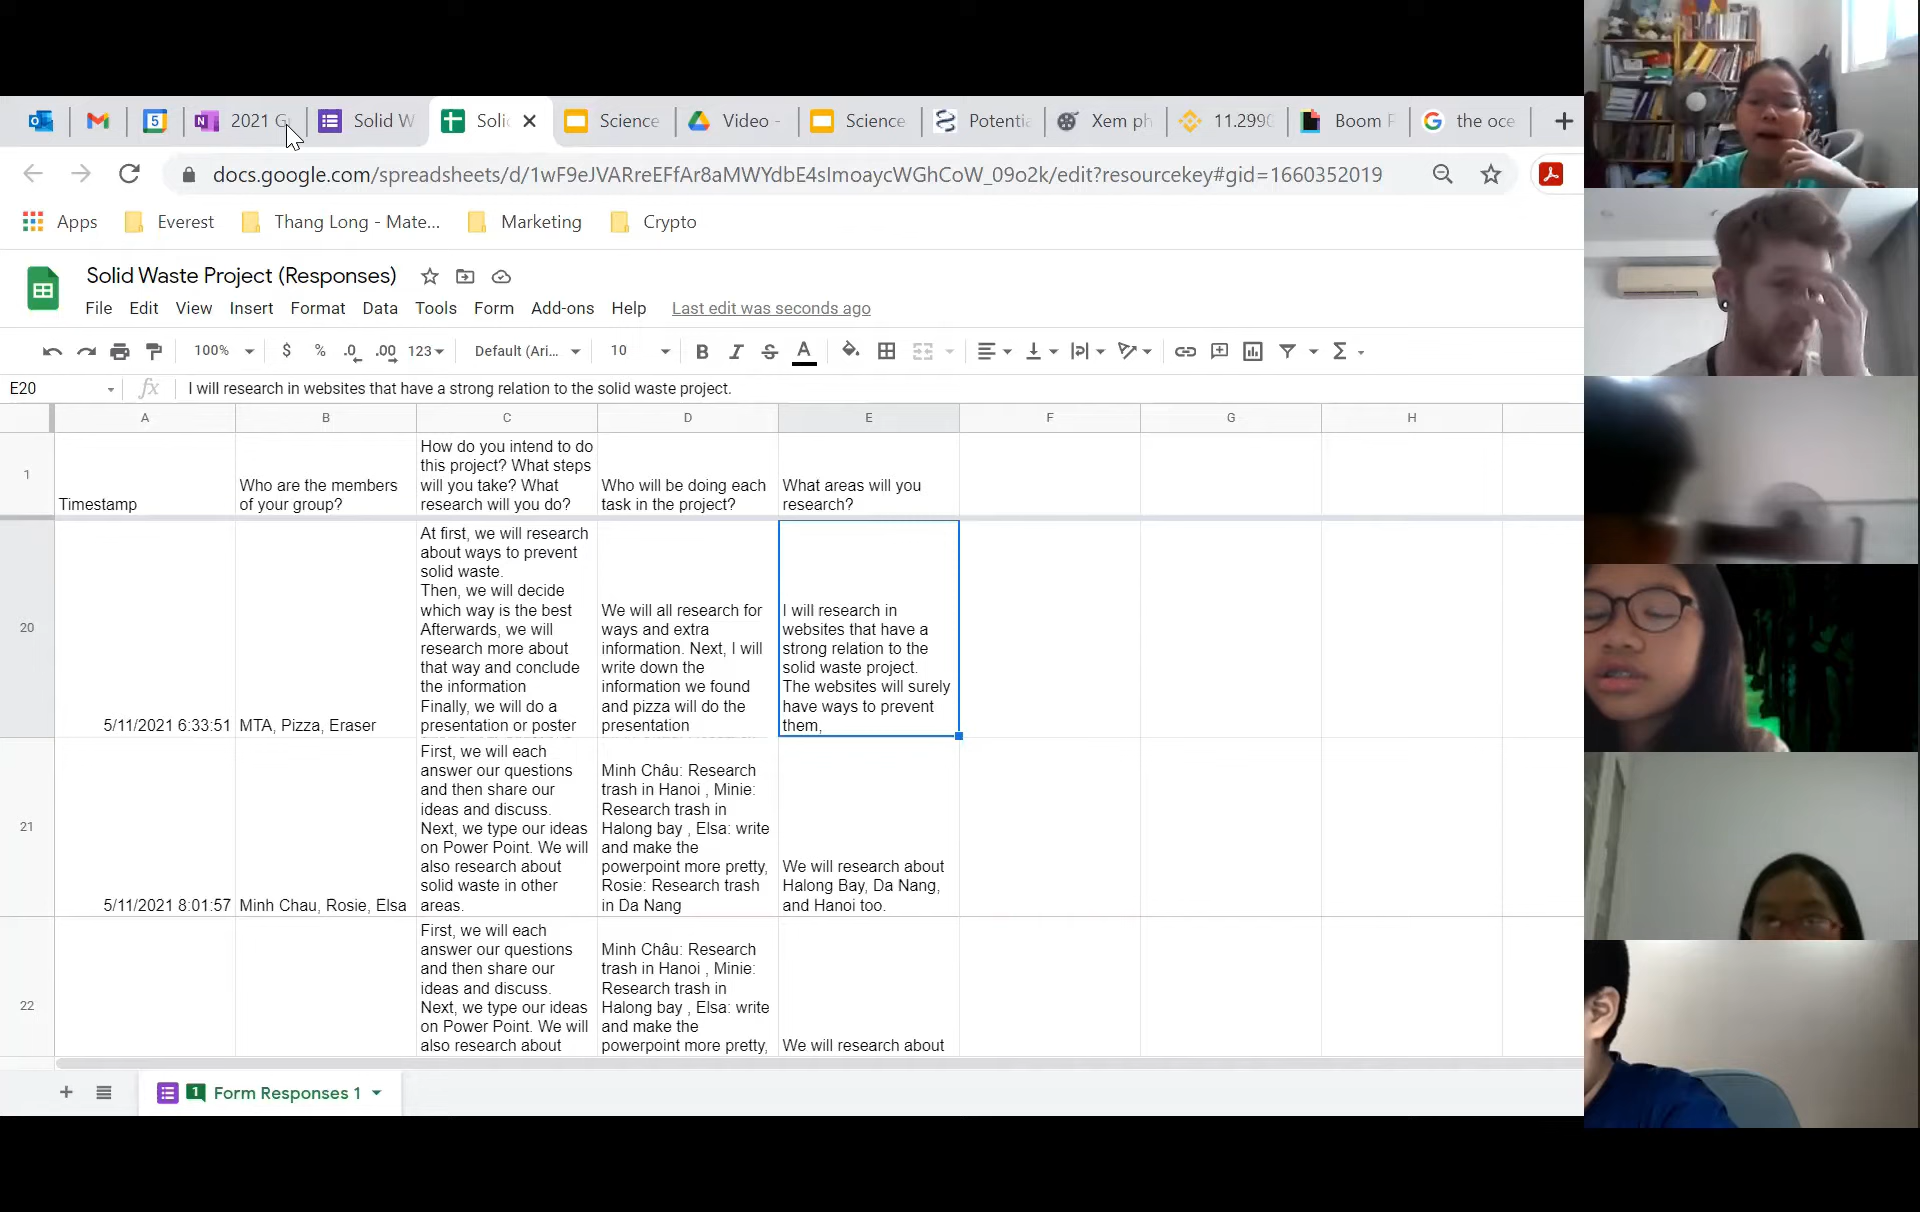 2021 G
Solid W
Soli
Science
Video -
Science
Potentia
Xem ph
11.2990
Boom F
the oce
docs.google.com/spreadsheets/d/1wF9eJVARreEFfAr8aMWYdbE4sImoaycWGhCoW_09o2k/edit?resourcekey#gid=1660352019
Apps
Everest
Thang Long - Mate...
Marketing
Crypto
Solid Waste Project (Responses)
File Edit View Insert Format Data Tools Form Add-ons Help Last edit was seconds ago
100% $ % .0 .00 123 Default (Ari... 10 B I S A
E20 fx I will research in websites that have a strong relation to the solid waste project.
A B C D E F G H
1
Timestamp
Who are the members
of your group?
How do you intend to do
this project? What steps
will you take? What
research will you do?
Who will be doing each
task in the project?
What areas will you
research?
20
5/11/2021 6:33:51
MTA, Pizza, Eraser
At first, we will research
about ways to prevent
solid waste.
Then, we will decide
which way is the best
Afterwards, we will
research more about
that way and conclude
the information
Finally, we will do a
presentation or poster
We will all research for
ways and extra
information. Next, I will
write down the
information we found
and pizza will do the
presentation
I will research in
websites that have a
strong relation to the
solid waste project.
The websites will surely
have ways to prevent
them,
21
5/11/2021 8:01:57
Minh Chau, Rosie, Elsa
First, we will each
answer our questions
and then share our
ideas and discuss.
Next, we type our ideas
on Power Point. We will
also research about
solid waste in other
areas.
Minh Châu: Research
trash in Hanoi , Minie:
Research trash in
Halong bay , Elsa: write
and make the
powerpoint more pretty,
Rosie: Research trash
in Da Nang
We will research about
Halong Bay, Da Nang,
and Hanoi too.
22
First, we will each
answer our questions
and then share our
ideas and discuss.
Next, we type our ideas
on Power Point. We will
also research about
Minh Châu: Research
trash in Hanoi , Minie:
Research trash in
Halong bay , Elsa: write
and make the
powerpoint more pretty,
We will research about
1 Form Responses 1